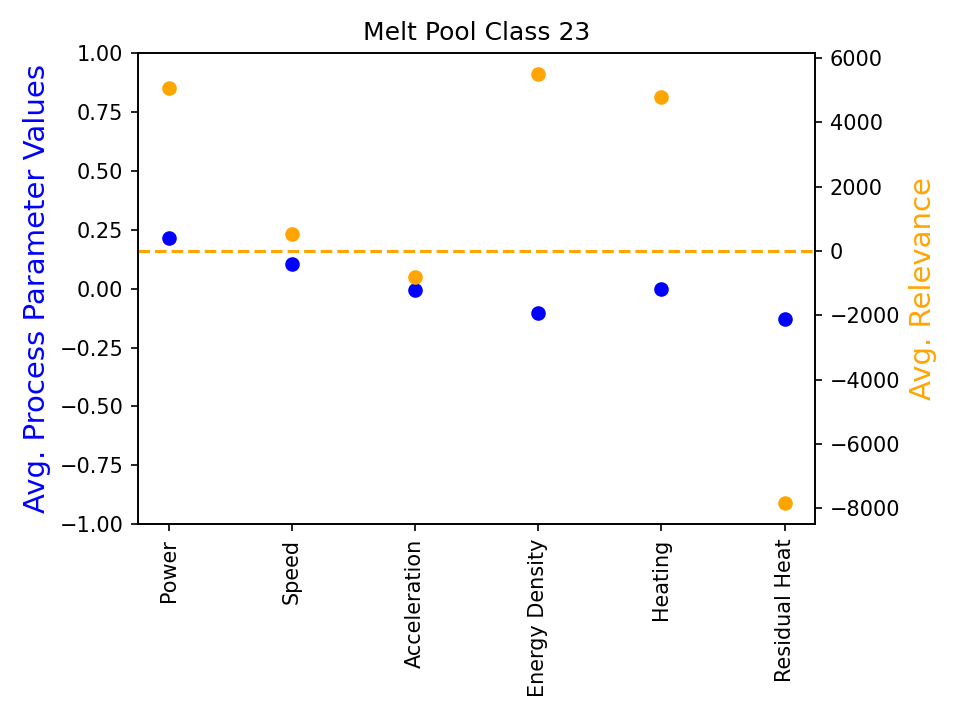 Melt Pool Class 23
Avg. Process Parameter Values
1.00
0.75
0.50
0.25
0.00
−0.25
−0.50
−0.75
−1.00
6000
4000
2000
0
−2000
−4000
−6000
−8000
Avg. Relevance
Power
Speed
Acceleration
Energy Density
Heating
Residual Heat